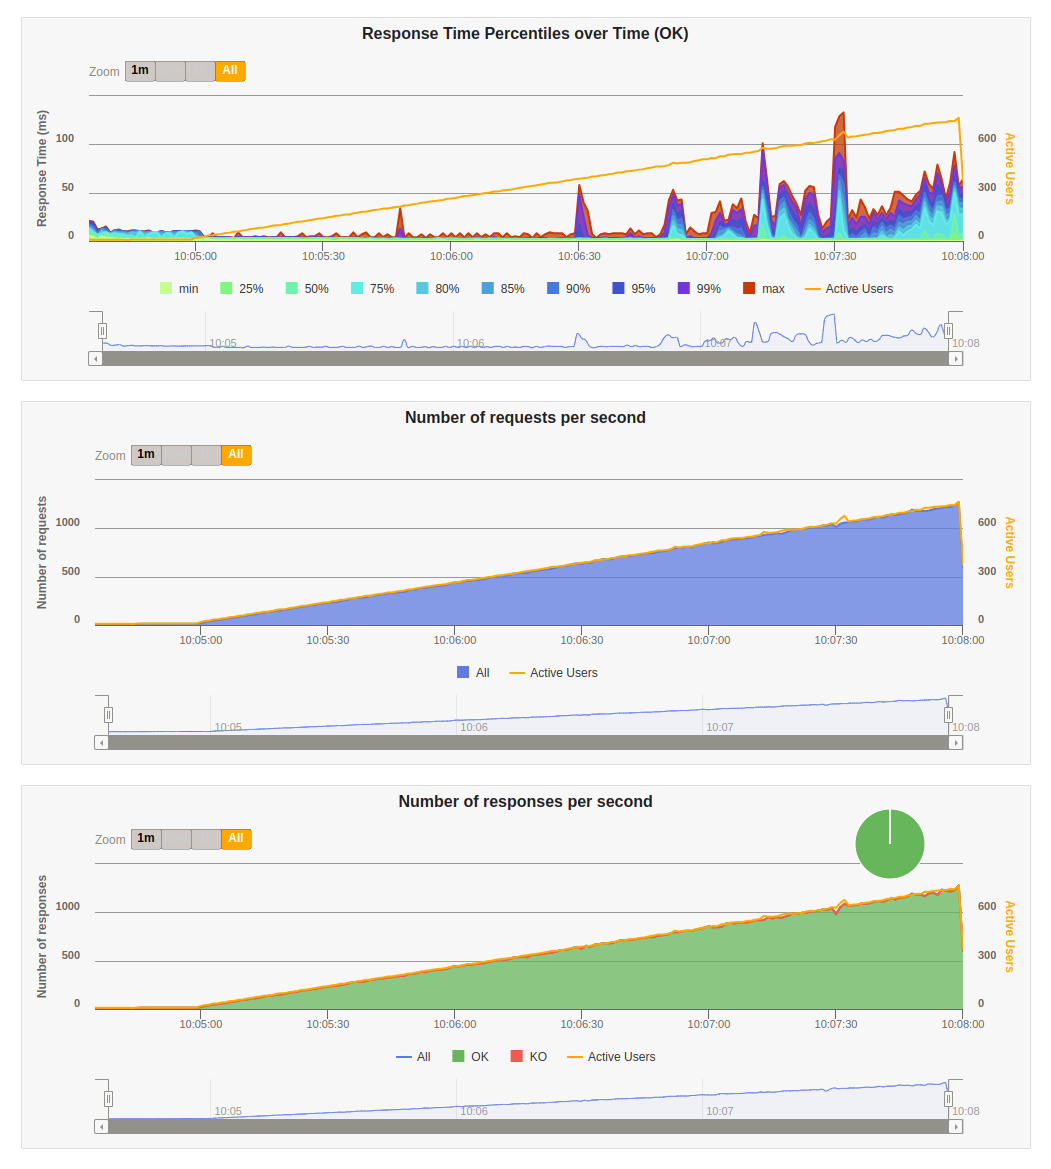 Response Time Percentiles over Time (OK)
Zoom 1m All
Response Time (ms)
100
50
0
600
300
0
Active Users
10:05:00 10:05:30 10:06:00 10:06:30 10:07:00 10:07:30 10:08:00
min 25% 50% 75% 80% 85% 90% 95% 99% max Active Users
10:05 10:06 10:07 10:08
Number of requests per second
Zoom 1m All
Number of requests
1000
500
0
600
300
0
Active Users
10:05:00 10:05:30 10:06:00 10:06:30 10:07:00 10:07:30 10:08:00
All Active Users
10:05 10:06 10:07 10:08
Number of responses per second
Zoom 1m All
Number of responses
1000
500
0
600
300
0
Active Users
10:05:00 10:05:30 10:06:00 10:06:30 10:07:00 10:07:30 10:08:00
All OK KO Active Users
10:05 10:06 10:07 10:08